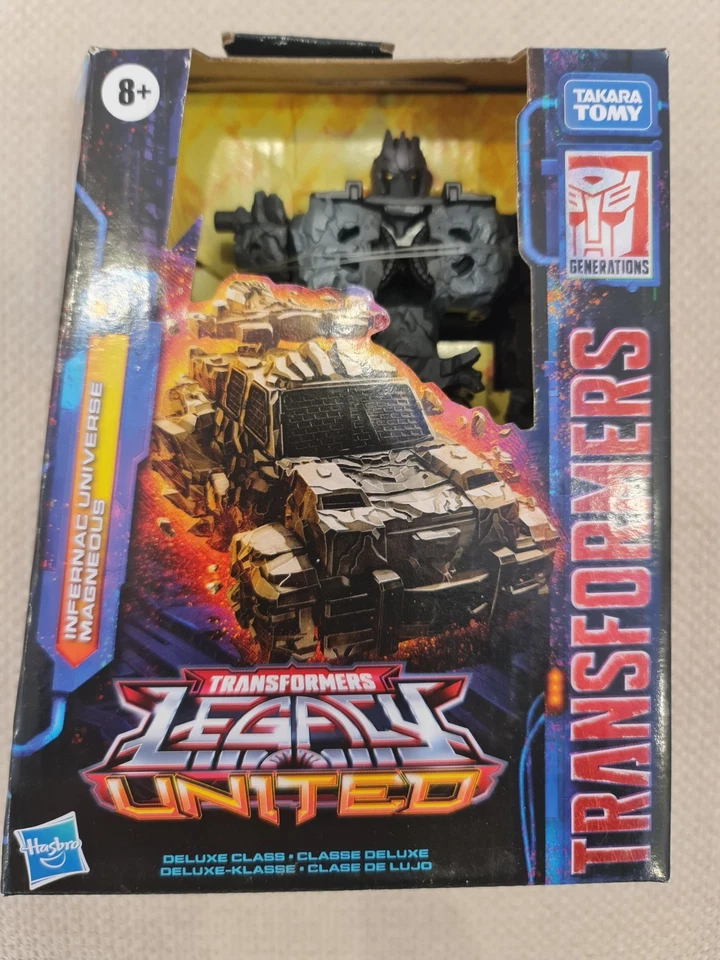 8+
TAKARA
TOMY
GENERATIONS
TRANSFORMERS
INFERNAC UNIVERSE
MAGNEOUS
TRANSFORMERS
LEGACY
UNITED
Hasbro
DELUXE CLASS • CLASSE DELUXE
DELUXE-KLASSE • CLASE DE LUJO